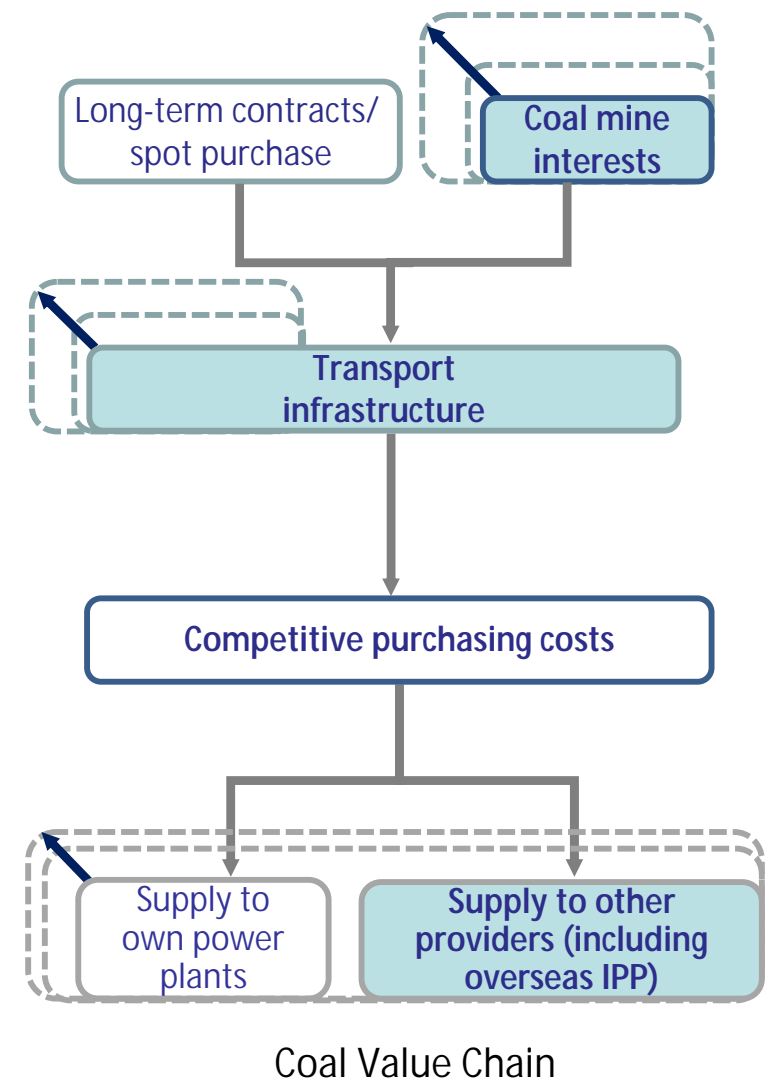 Long-term contracts/
spot purchase
Coal mine
interests
Transport
infrastructure
Competitive purchasing costs
Supply to
own power
plants
Supply to other
providers (including
overseas IPP)
Coal Value Chain